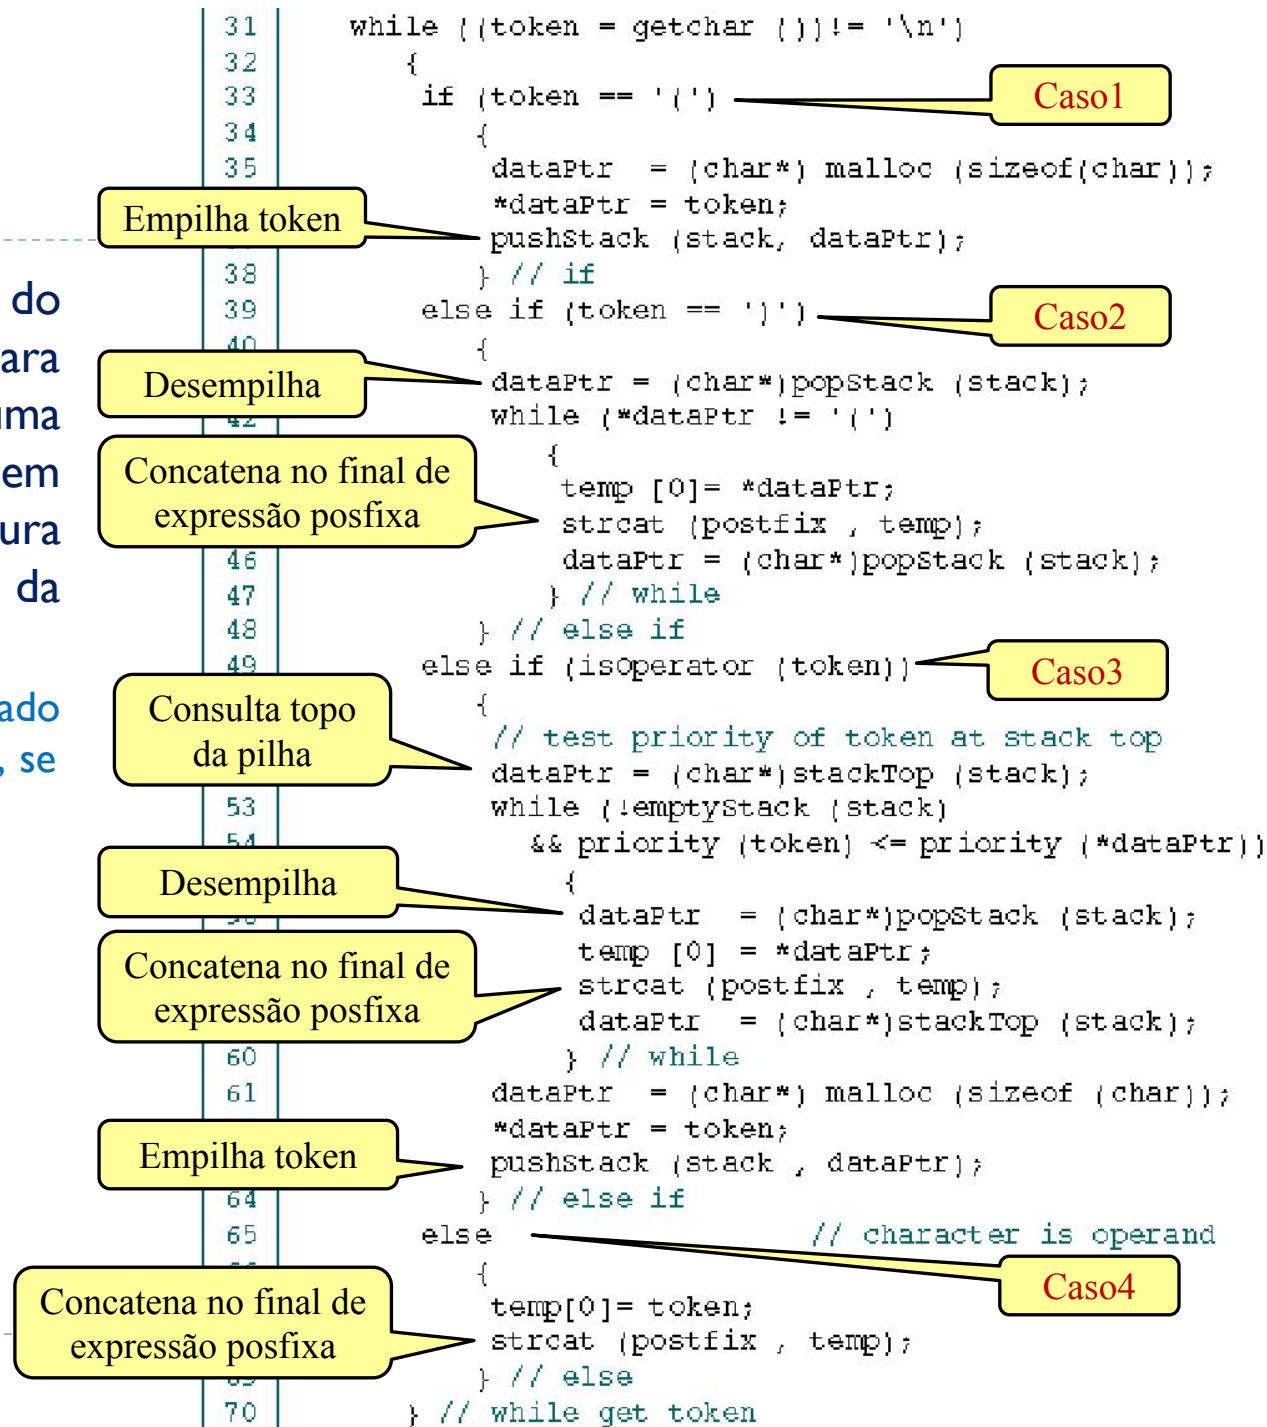 31 while ((token = getchar ())!= '\n')
32 {
33 if (token == '(')
Caso1
34 {
35 dataPtr = (char*) malloc (sizeof(char));
*dataPtr = token;
Empilha token
pushStack (stack, dataPtr);
38 } // if
do
39 else if (token == ')')
Caso2
ara
40 {
Desempilha
dataPtr = (char*)popStack (stack);
uma
42 while (*dataPtr != '(')
Concatena no final de
expressão posfixa
{
em
temp [0]= *dataPtr;
strcat (postfix , temp);
ura
46 dataPtr = (char*)popStack (stack);
da
47 } // while
48 } // else if
49 else if (isOperator (token))
Caso3
ado
, se
Consulta topo
da pilha
{
// test priority of token at stack top
dataPtr = (char*)stackTop (stack);
53 while (!emptyStack (stack)
54 && priority (token) <= priority (*dataPtr))
Desempilha
{
dataPtr = (char*)popStack (stack);
temp [0] = *dataPtr;
Concatena no final de
expressão posfixa
strcat (postfix , temp);
dataPtr = (char*)stackTop (stack);
60 } // while
61 dataPtr = (char*) malloc (sizeof (char));
*dataPtr = token;
Empilha token
pushStack (stack , dataPtr);
64 } // else if
65 else // character is operand
Caso4
{
Concatena no final de
expressão posfixa
temp[0]= token;
strcat (postfix , temp);
69 } // else
70 } // while get token